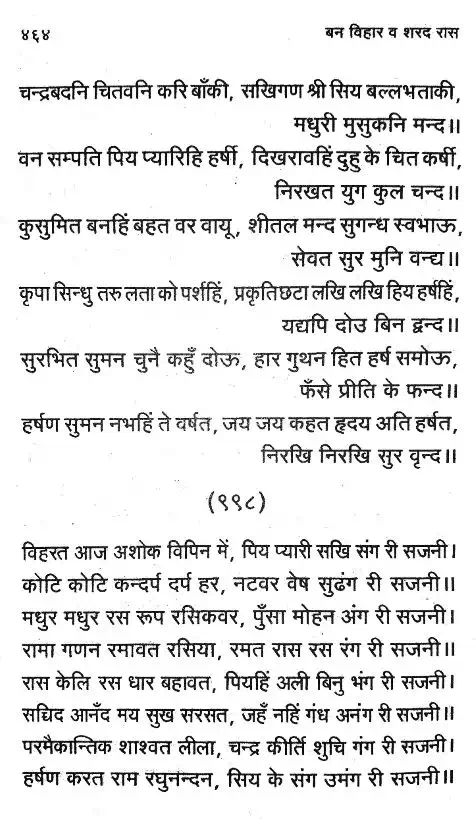 ४६४ बन विहार व शरद रास
चन्द्रबदनि चितवनि करि बाँकी, सखिगण श्री सिय बल्लभताकी,
मधुरी मुसुकनि मन्द॥
वन सम्पति पिय प्यारिहि हर्षी, दिखरावहिं दुहु के चित कर्षी,
निरखत युग कुल चन्द॥
कुसुमित बनहिं बहत वर वायू, शीतल मन्द सुगन्ध स्वभाऊ,
सेवत सुर मुनि वन्द्य॥
कृपा सिन्धु तरु लता को पर्शहिं, प्रकृतिछटा लखि लखि हिय हर्षहिं,
यद्यपि दोउ बिन द्वन्द॥
सुरभित सुमन चुनै कहुँ दोऊ, हार गुथन हित हर्ष समोऊ,
फँसे प्रीति के फन्द॥
हर्षण सुमन नभहिं ते वर्षत, जय जय कहत हृदय अति हर्षत,
निरखि निरखि सुर वृन्द॥
(९९८)
विहरत आज अशोक विपिन में, पिय प्यारी सखि संग री सजनी।
कोटि कोटि कन्दर्प दर्प हर, नटवर वेष सुढंग री सजनी॥
मधुर मधुर रस रूप रसिकवर, पुँसा मोहन अंग री सजनी।
रामा गणन रमावत रसिया, रमत रास रस रंग री सजनी॥
रास केलि रस धार बहावत, पियहिं अली बिनु भंग री सजनी।
सच्चिद आनँद मय सुख सरसत, जहँ नहिं गंध अनंग री सजनी॥
परमैकान्तिक शाश्वत लीला, चन्द्र कीर्ति शुचि गंग री सजनी।
हर्षण करत राम रघुनन्दन, सिय के संग उमंग री सजनी॥